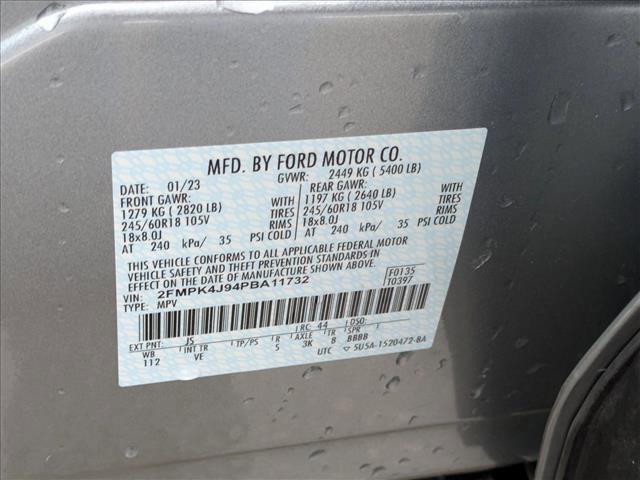 MFD. BY FORD MOTOR CO.
DATE: 01/23 GVWR: 2449 KG ( 5400 LB)
FRONT GAWR: WITH REAR GAWR: WITH
1279 KG ( 2820 LB) TIRES 1197 KG ( 2640 LB) TIRES
245/60R18 105V RIMS 245/60R18 105V RIMS
18x8.0J 18x8.0J
AT 240 kPa/ 35 PSI COLD AT 240 kPa/ 35 PSI COLD
THIS VEHICLE CONFORMS TO ALL APPLICABLE FEDERAL MOTOR
VEHICLE SAFETY AND THEFT PREVENTION STANDARDS IN
EFFECT ON THE DATE OF MANUFACTURE SHOWN ABOVE.
VIN: 2FMPK4J94PBA11732 F0135
TYPE: MPV T0397
EXT PNT: JS RC: 44 DSO:
WB INT TR TP/PS R AXLE TR SPR
112 VE 5 3K 8 BBBB
UTC 5U5A-1520472-BA